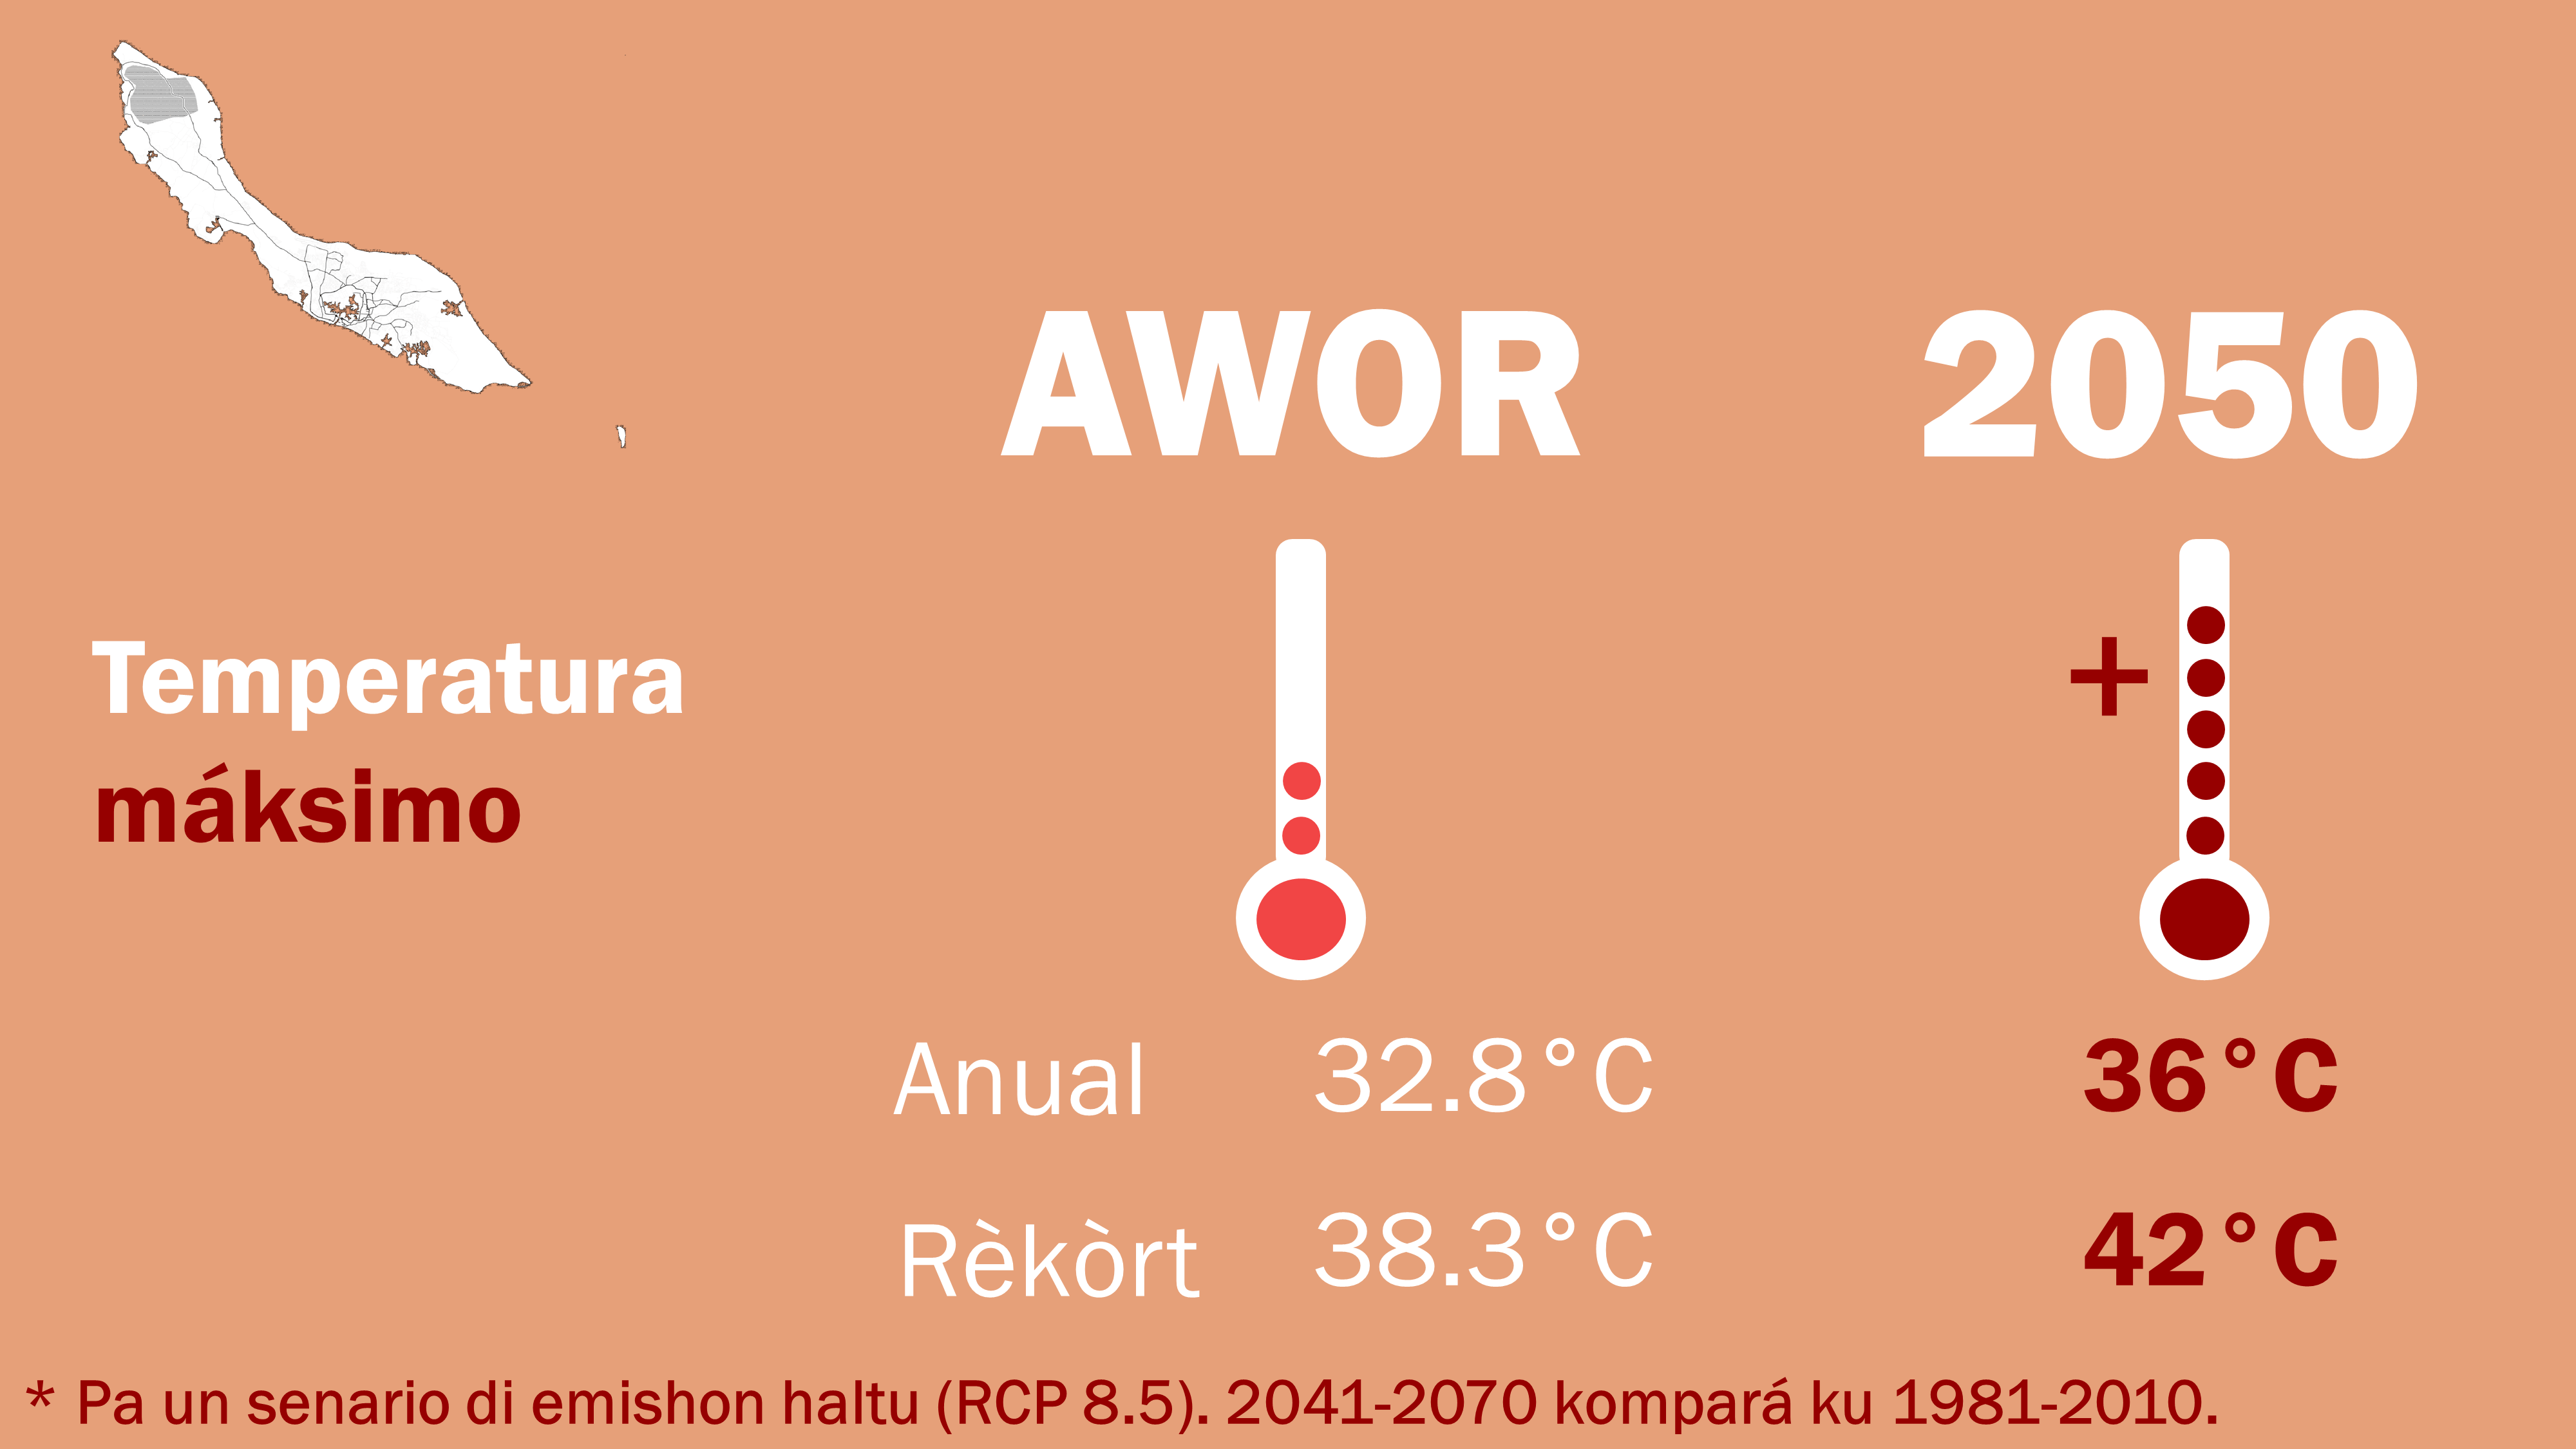 AWOR 2050
Temperatura
máksimo
+
Anual 32.8°C 36°C
Rèkòrt 38.3°C 42°C
* Pa un senario di emishon haltu (RCP 8.5). 2041-2070 kompará ku 1981-2010.